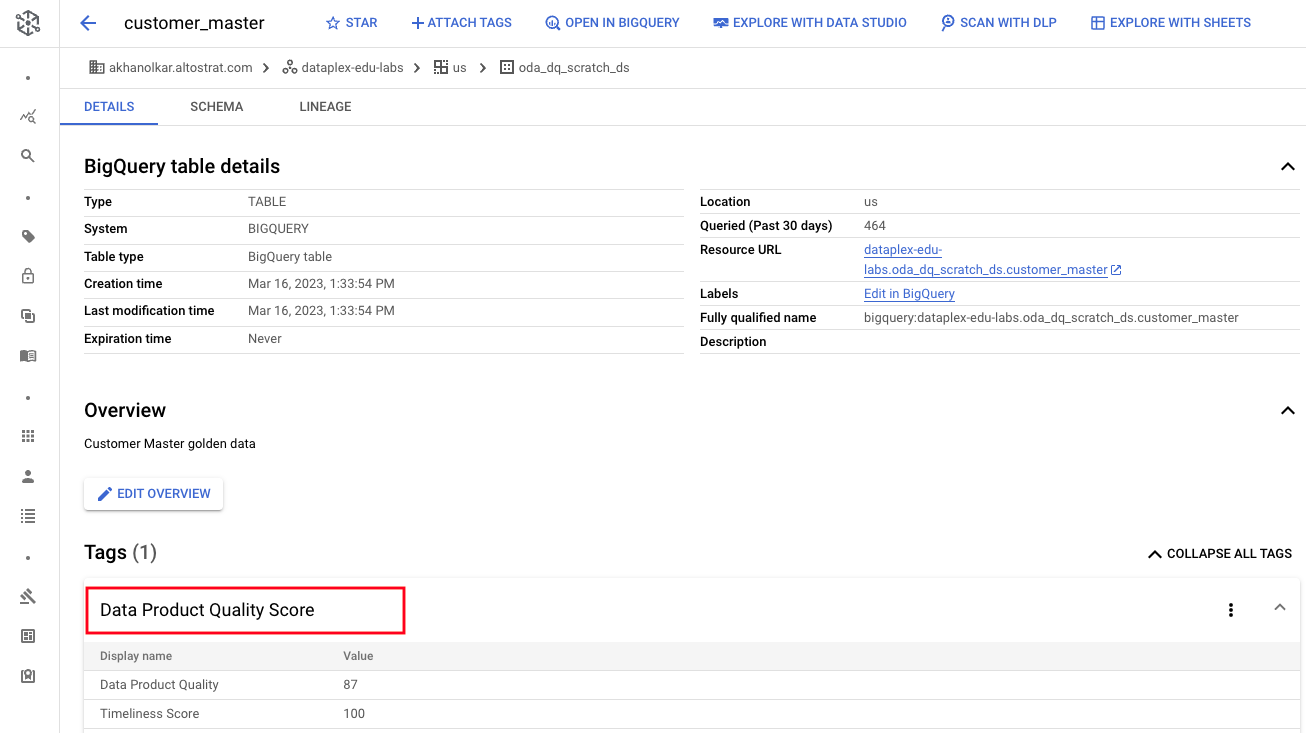 customer_master
STAR
ATTACH TAGS
OPEN IN BIGQUERY
EXPLORE WITH DATA STUDIO
SCAN WITH DLP
EXPLORE WITH SHEETS
akhanolkar.altostrat.com
dataplex-edu-labs
us
oda_dq_scratch_ds
DETAILS
SCHEMA
LINEAGE
BigQuery table details
Type TABLE
System BIGQUERY
Table type BigQuery table
Creation time Mar 16, 2023, 1:33:54 PM
Last modification time Mar 16, 2023, 1:33:54 PM
Expiration time Never
Location us
Queried (Past 30 days) 464
Resource URL dataplex-edu-
labs.oda_dq_scratch_ds.customer_master
Labels Edit in BigQuery
Fully qualified name bigquery:dataplex-edu-labs.oda_dq_scratch_ds.customer_master
Description
Overview
Customer Master golden data
EDIT OVERVIEW
Tags (1)
COLLAPSE ALL TAGS
Data Product Quality Score
Display name Value
Data Product Quality 87
Timeliness Score 100